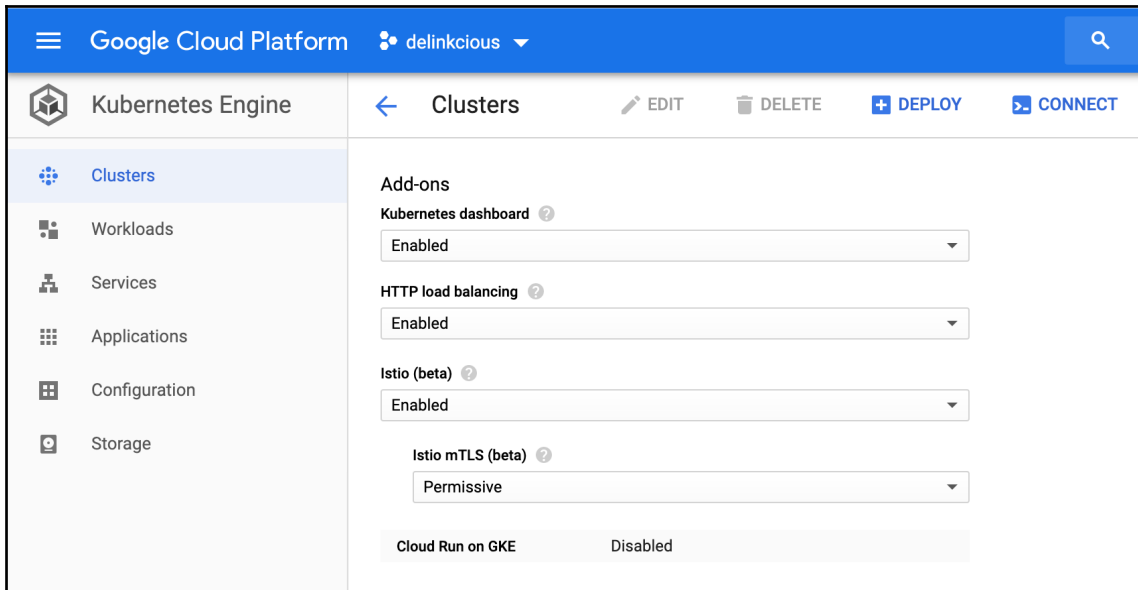 Google Cloud Platform delinkcious
Kubernetes Engine
Clusters EDIT DELETE DEPLOY CONNECT
Clusters
Workloads
Services
Applications
Configuration
Storage
Add-ons
Kubernetes dashboard ?
Enabled
HTTP load balancing ?
Enabled
Istio (beta) ?
Enabled
Istio mTLS (beta) ?
Permissive
Cloud Run on GKE Disabled